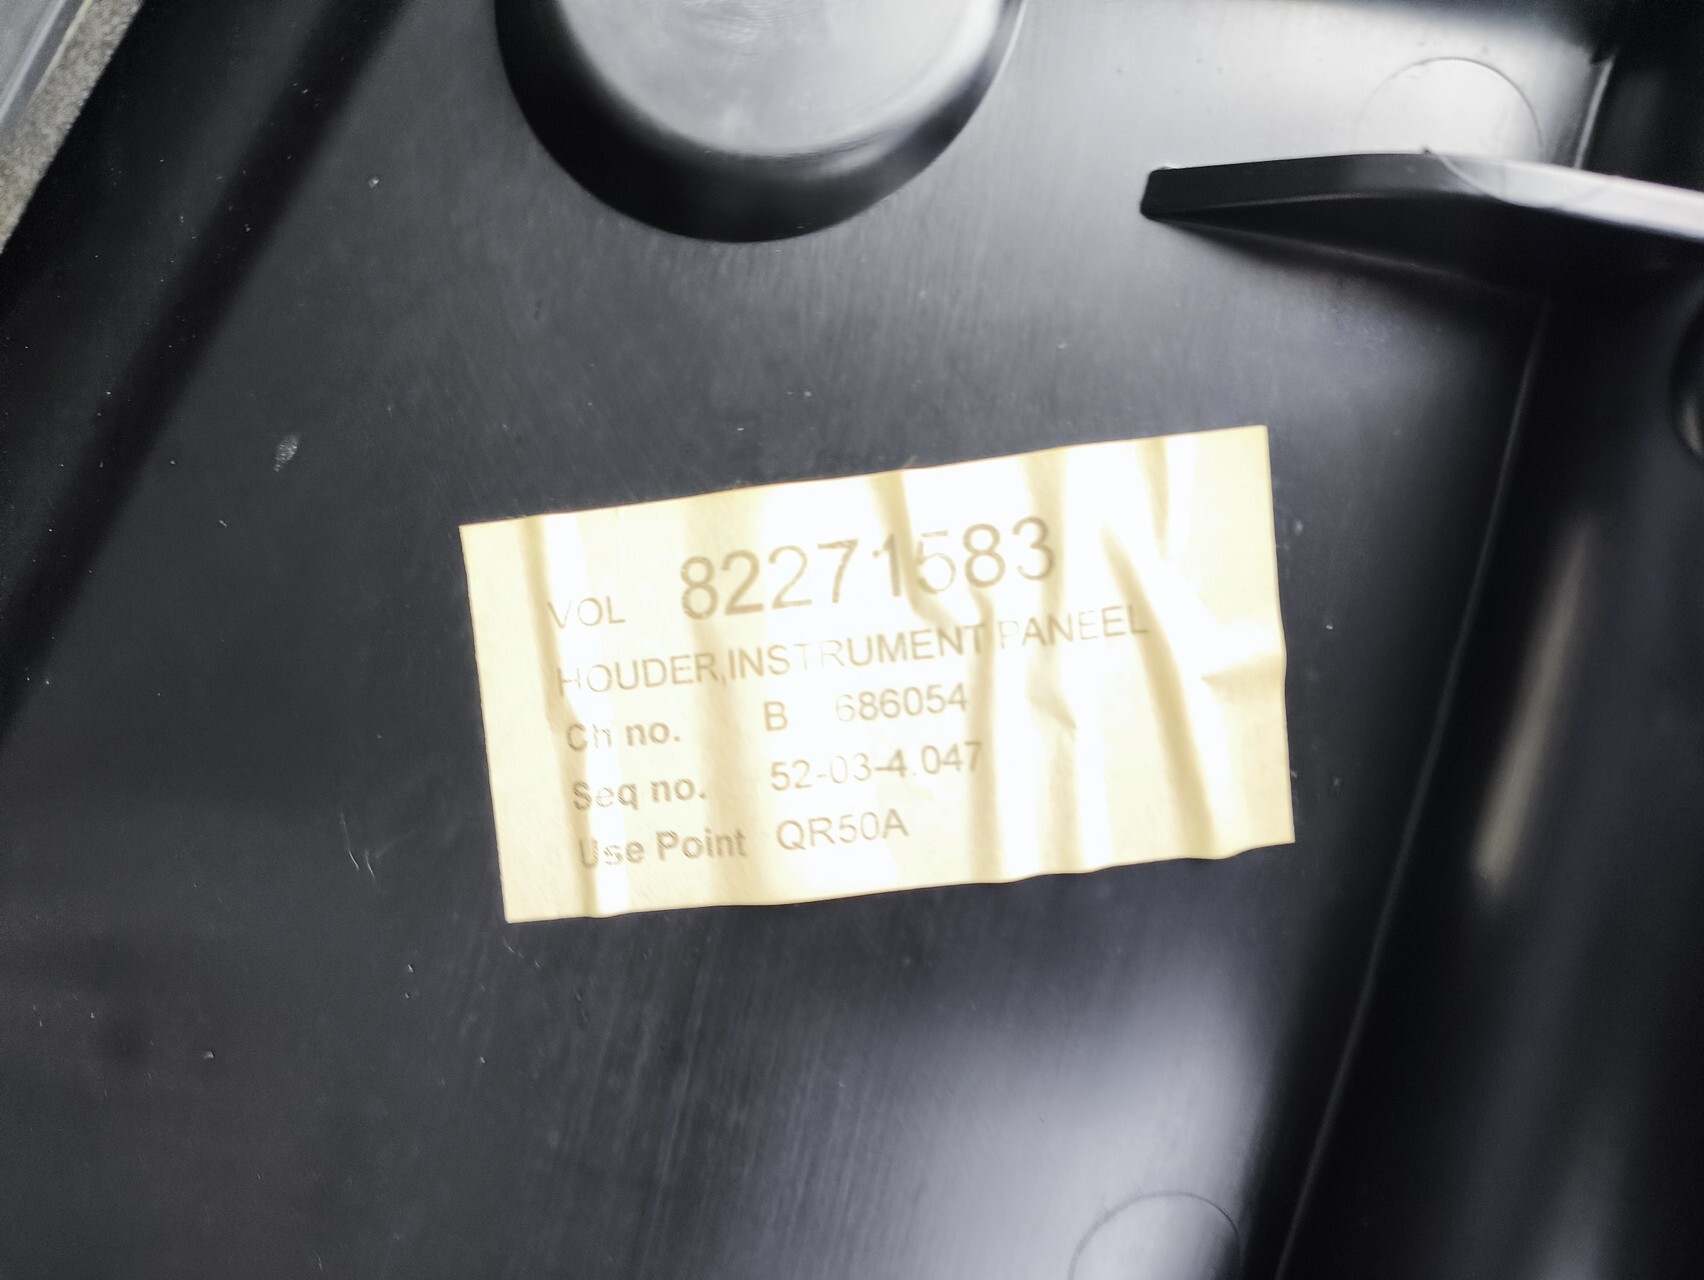 VOL 82271583
HOUDER,INSTRUMENT PANEEL
Ch no. B 686054
Seq no. 52-03-4.047
Use Point QR50A